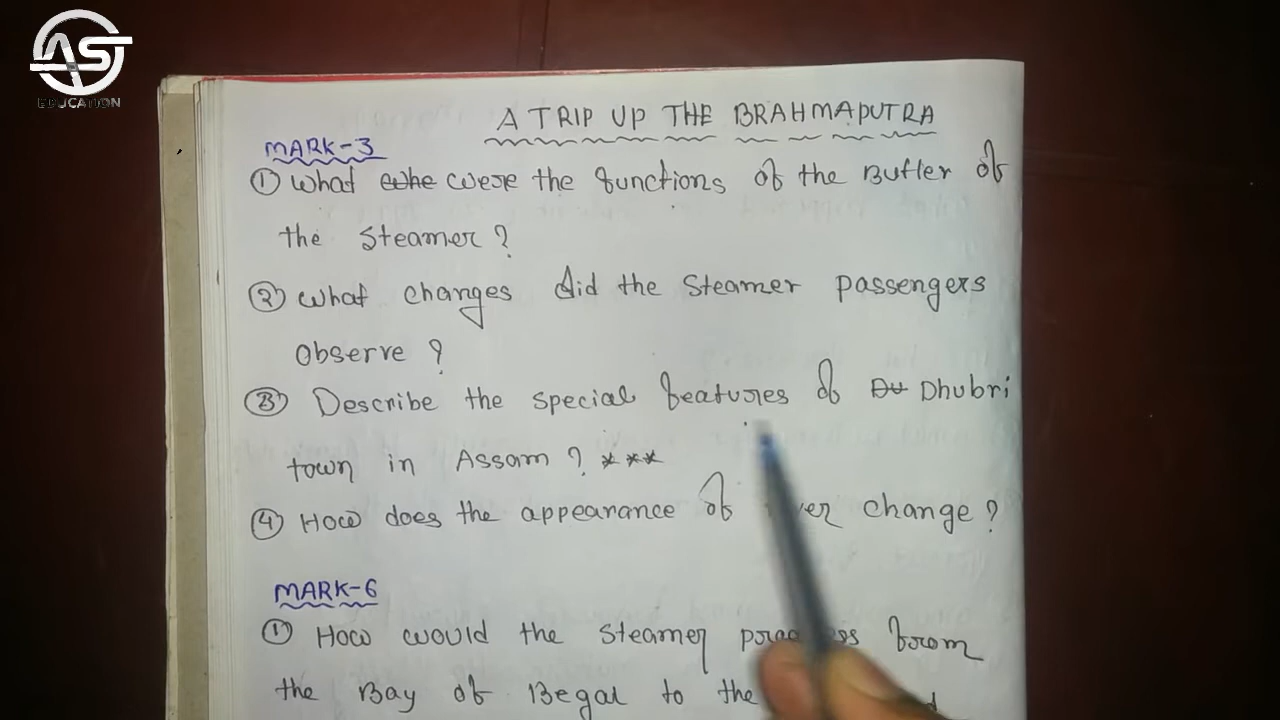 AS
EDUCATION
A TRIP UP THE BRAHMAPUTRA
MARK-3
① What whe were the functions of the Butler of
the steamer?
② What changes did the steamer passengers
observe ?
③ Describe the special features of Du Dhubri
town in Assam ? ***
④ How does the appearance of change ?
MARK-6
① How would the steamer from
the Bay of Begal to the